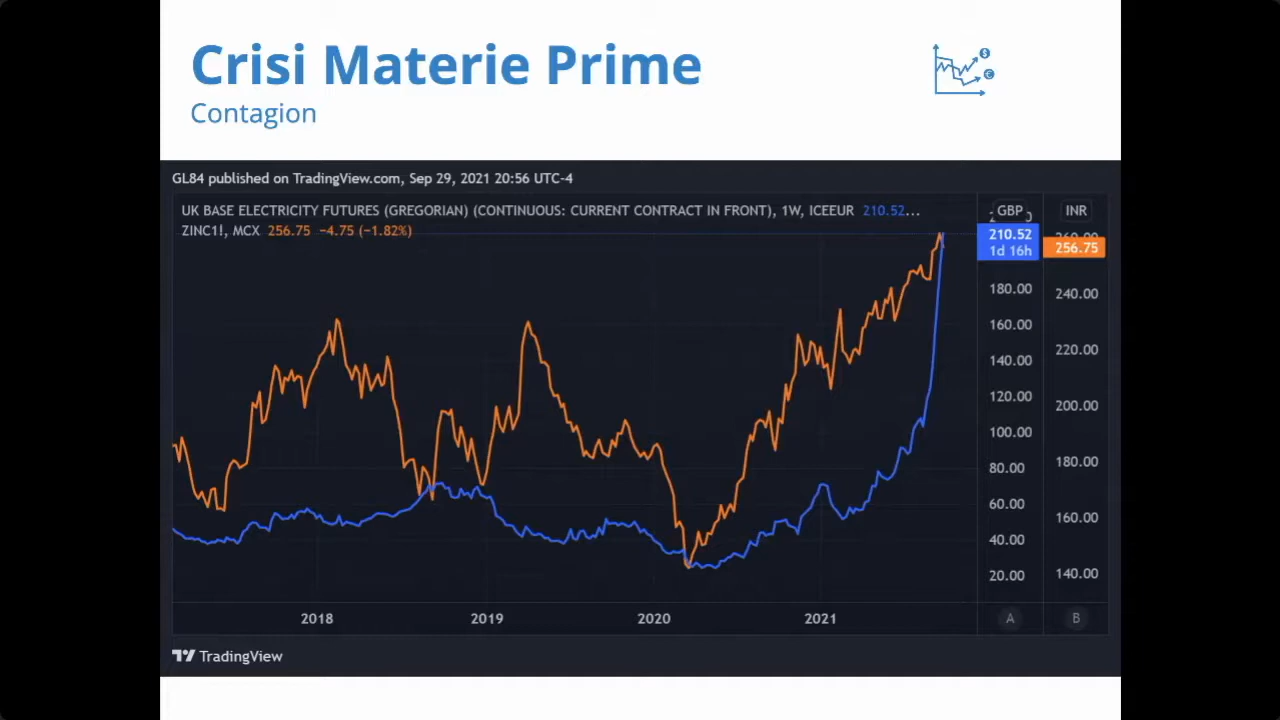 Crisi Materie Prime
Contagion
$
€
GL84 published on TradingView.com, Sep 29, 2021 20:56 UTC-4
UK BASE ELECTRICITY FUTURES (GREGORIAN) (CONTINUOUS: CURRENT CONTRACT IN FRONT), 1W, ICEEUR 210.52...
ZINC1!, MCX 256.75 −4.75 (−1.82%)
GBP INR
210.52
1d 16h
256.75
180.00
160.00
140.00
120.00
100.00
80.00
60.00
40.00
20.00
240.00
220.00
200.00
180.00
160.00
140.00
2018 2019 2020 2021 A B
TradingView